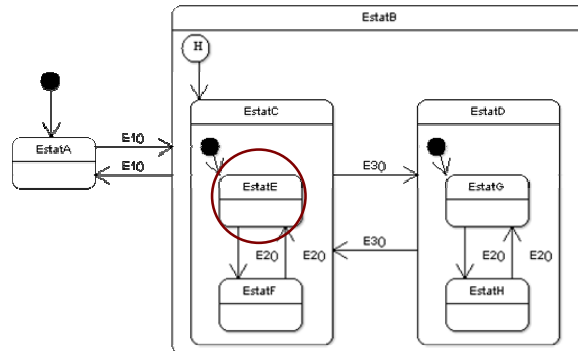 EstatB
H
EstatC
EstatD
EstatA
E1()
E1()
EstatE
E3()
EstatG
E3()
E2()
E2()
E2()
E2()
EstatF
EstatH